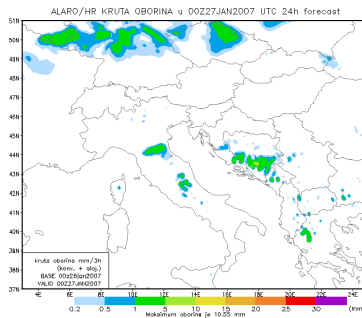 ALARO/HR KRUTA OBORINA u 00Z27JAN2007 UTC 24h forecast
51N
50N
49N
48N
47N
46N
45N
44N
43N
42N
41N
40N
39N
38N
37N
kruta oborina mm/3h
(konv. + sloj.)
BASE 00z26jan2007
VALID 00Z27JAN2007
4E 6E 8E 10E 12E 14E 16E 18E 20E 22E 24E
0.2 0.5 1 5 10 15 20 25 30 (mm
Maksimum oborine je 10.55 mm